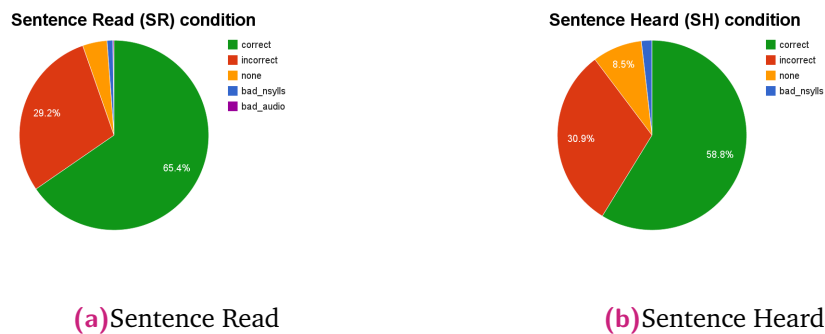 Sentence Read (SR) condition
correct
incorrect
none
bad_nsylls
bad_audio
29.2%
65.4%
(a)Sentence Read
Sentence Heard (SH) condition
correct
incorrect
none
bad_nsylls
8.5%
30.9%
58.8%
(b)Sentence Heard